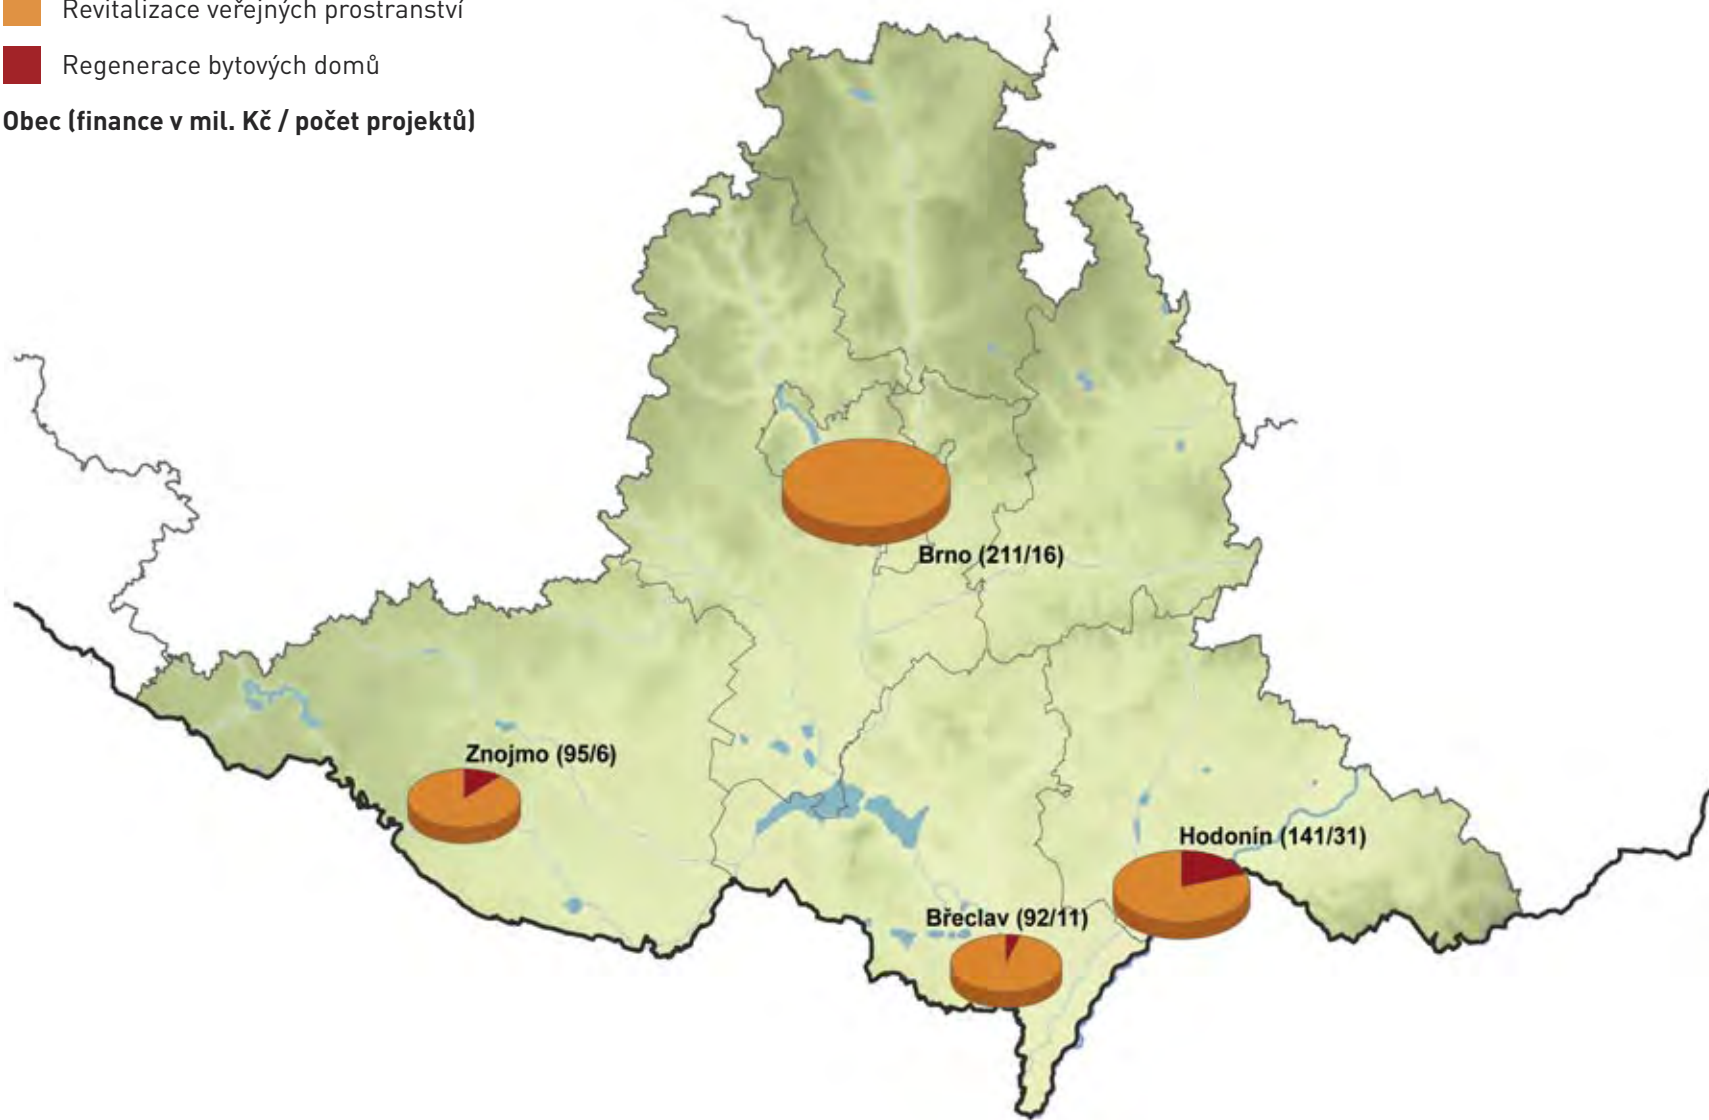 Revitalizace veřejných prostranství
Regenerace bytových domů
Obec (finance v mil. Kč / počet projektů)
Brno (211/16)
Znojmo (95/6)
Hodonín (141/31)
Břeclav (92/11)